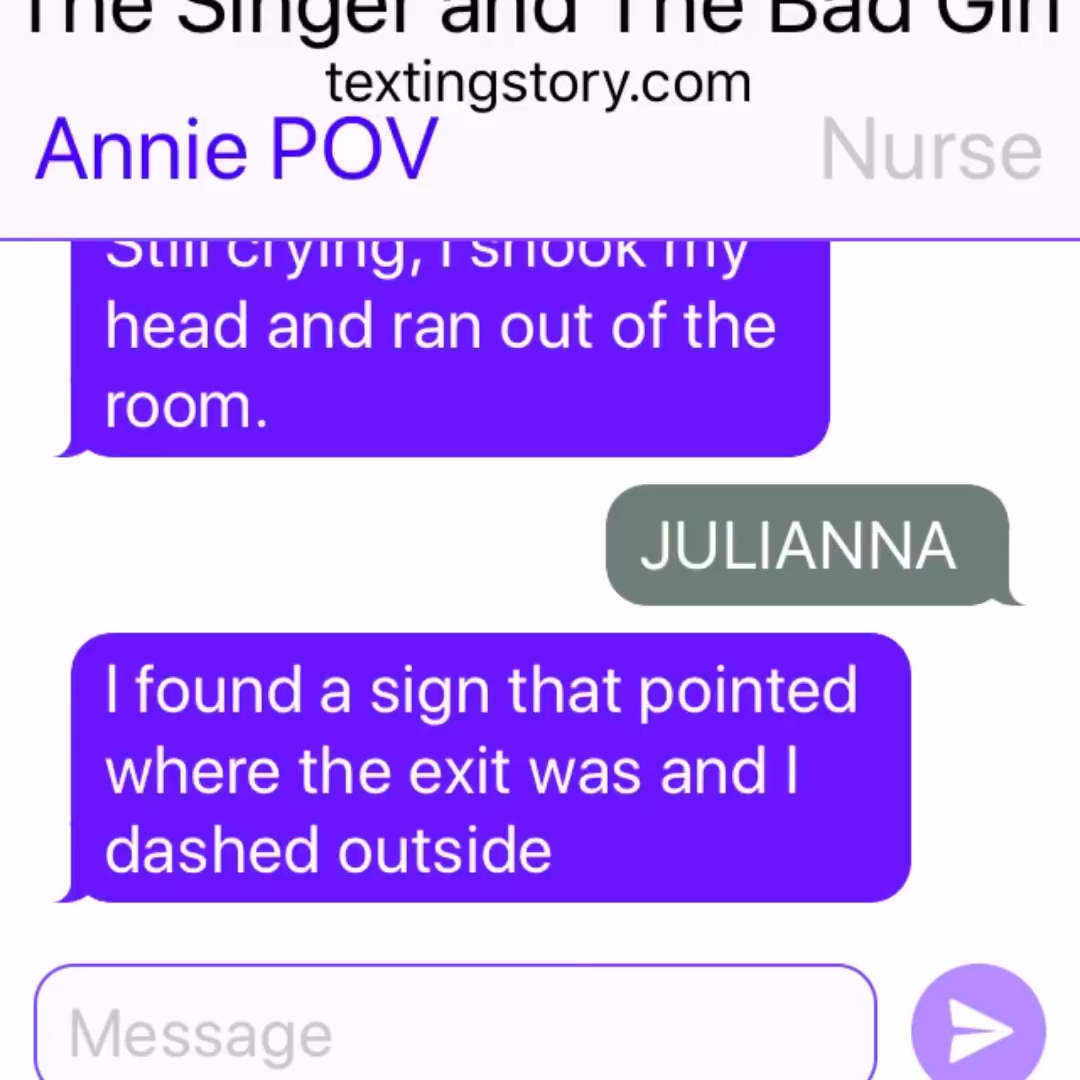 The Singer and The Bad Girl
textingstory.com
Annie POV
Nurse
Still crying, I shook my
head and ran out of the
room.
JULIANNA
I found a sign that pointed
where the exit was and I
dashed outside
Message